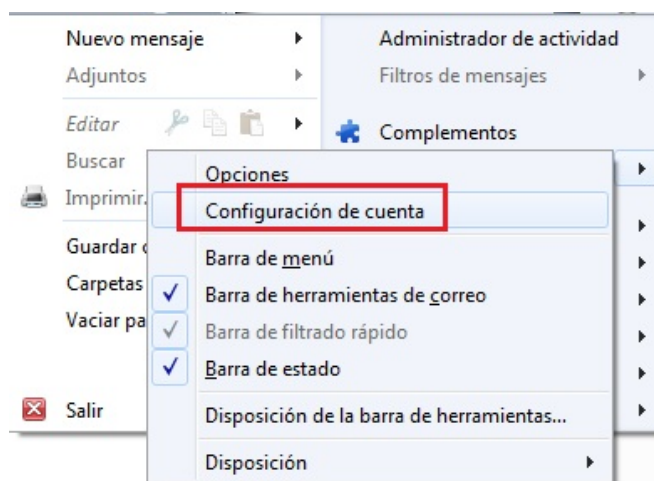 Nuevo mensaje
Administrador de actividad
Adjuntos
Filtros de mensajes
Editar
Complementos
Buscar
Opciones
Imprimir.
Configuración de cuenta
Guardar
Barra de menú
Carpetas
Barra de herramientas de correo
Vaciar
Barra de filtrado rápido
Barra de estado
Salir
Disposición de la barra de herramientas...
Disposición